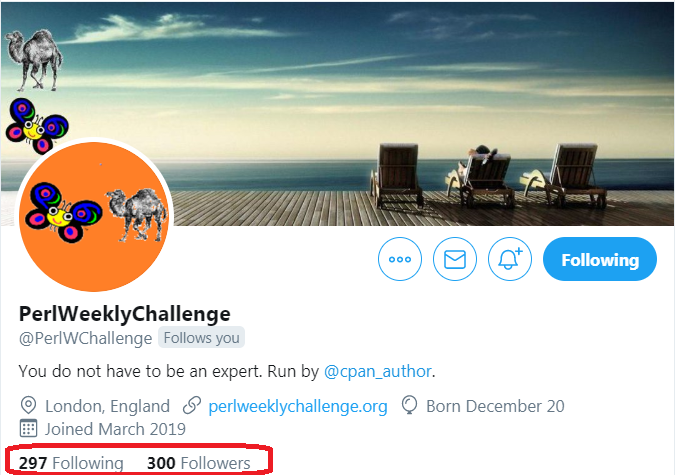 Following
PerlWeeklyChallenge
@PerlWChallenge Follows you
You do not have to be an expert. Run by @cpan_author.
London, England perlweeklychallenge.org Born December 20
Joined March 2019
297 Following 300 Followers